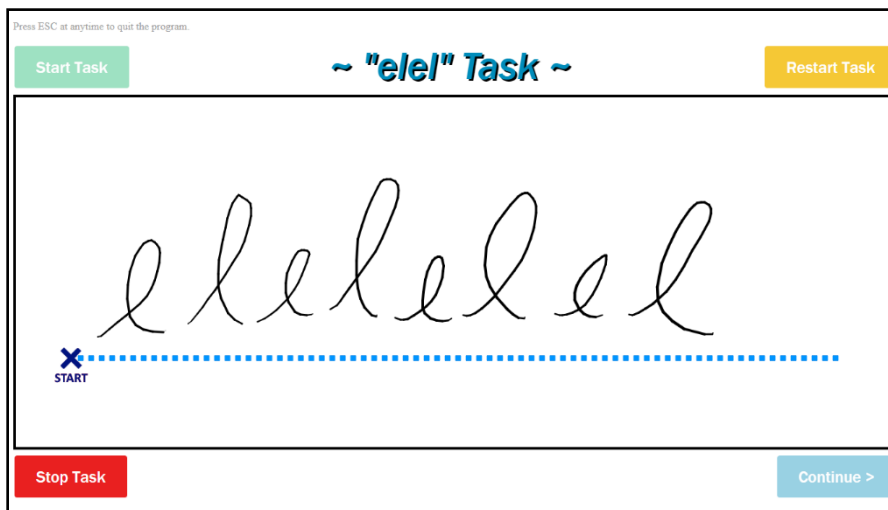 Press ESC at anytime to quit the program.
Start Task
~ "elel" Task ~
Restart Task
elelelel
START
Stop Task
Continue >